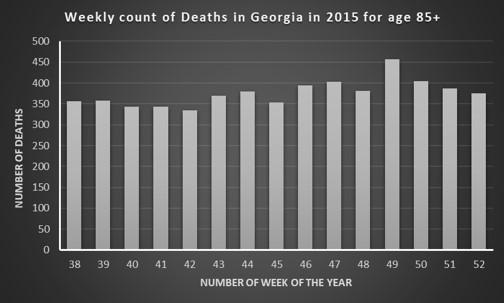 Weekly count of Deaths in Georgia in 2015 for age 85+
NUMBER OF DEATHS
500
450
400
350
300
250
200
150
100
50
0
38 39 40 41 42 43 44 45 46 47 48 49 50 51 52
NUMBER OF WEEK OF THE YEAR